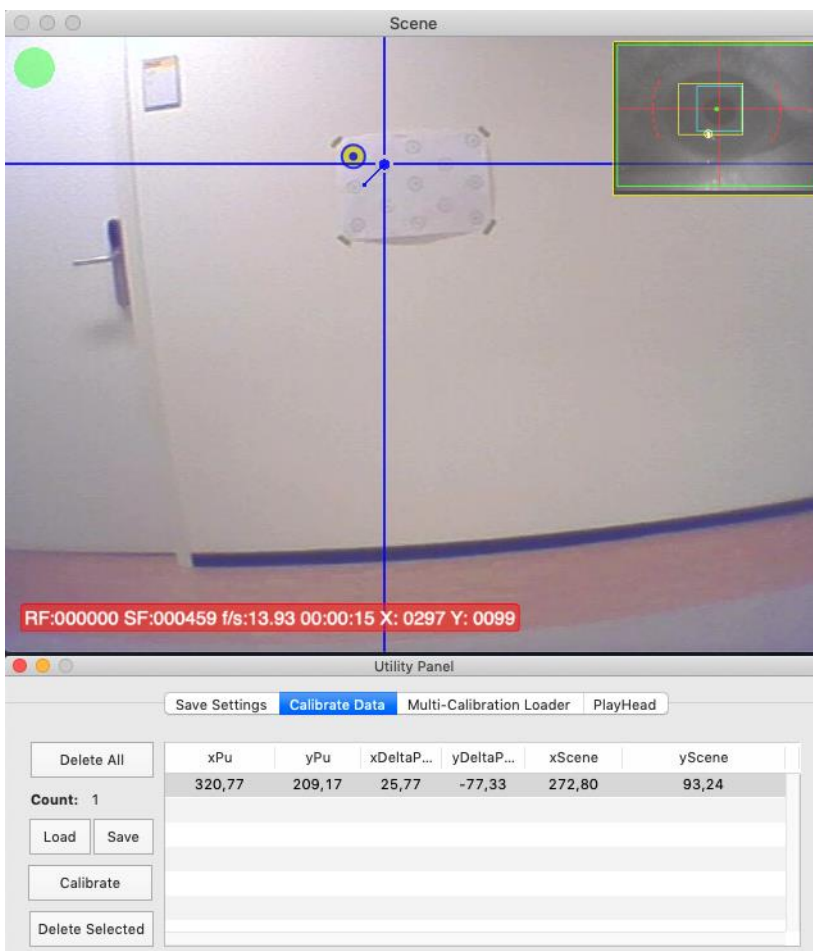 Scene
RF:000000 SF:000459 f/s:13.93 00:00:15 X: 0297 Y: 0099
Utility Panel
Save Settings Calibrate Data Multi-Calibration Loader PlayHead
Delete All
xPu yPu xDeltaP... yDeltaP... xScene yScene
320,77 209,17 25,77 -77,33 272,80 93,24
Count: 1
Load Save
Calibrate
Delete Selected